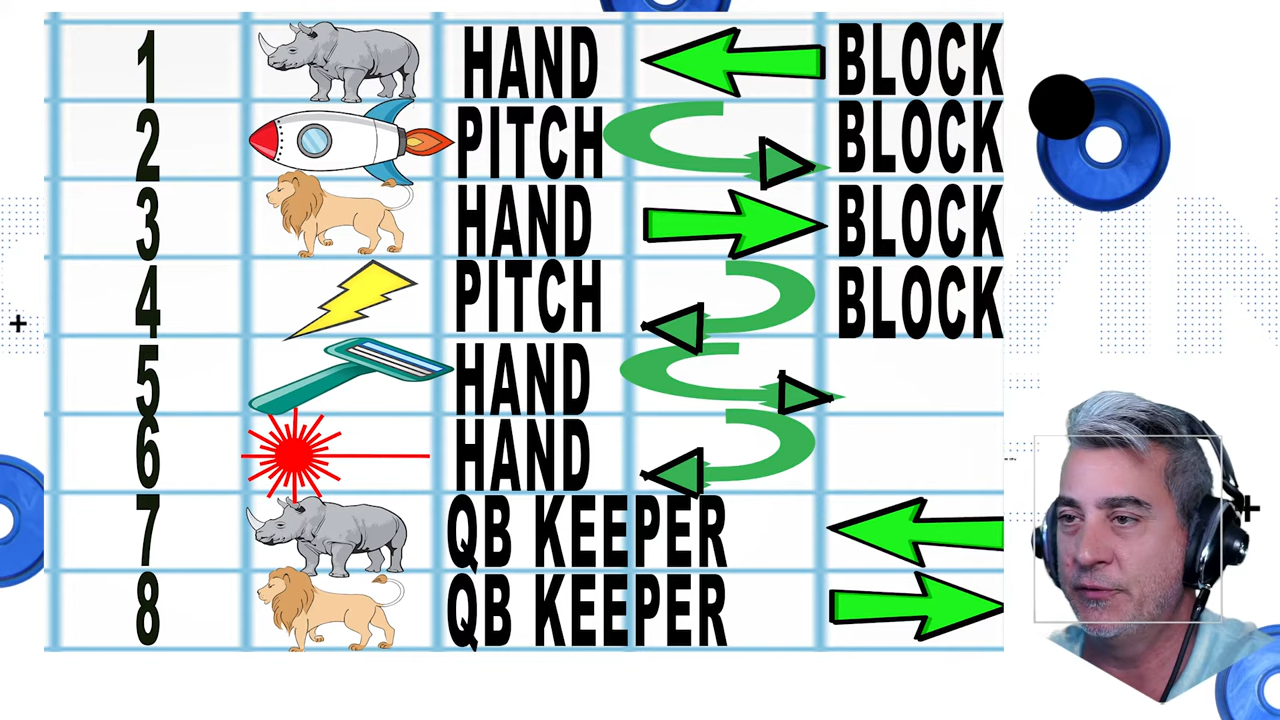 1 HAND BLOCK
2 PITCH BLOCK
3 HAND BLOCK
4 PITCH BLOCK
5 HAND
6 HAND
7 QB KEEPER
8 QB KEEPER